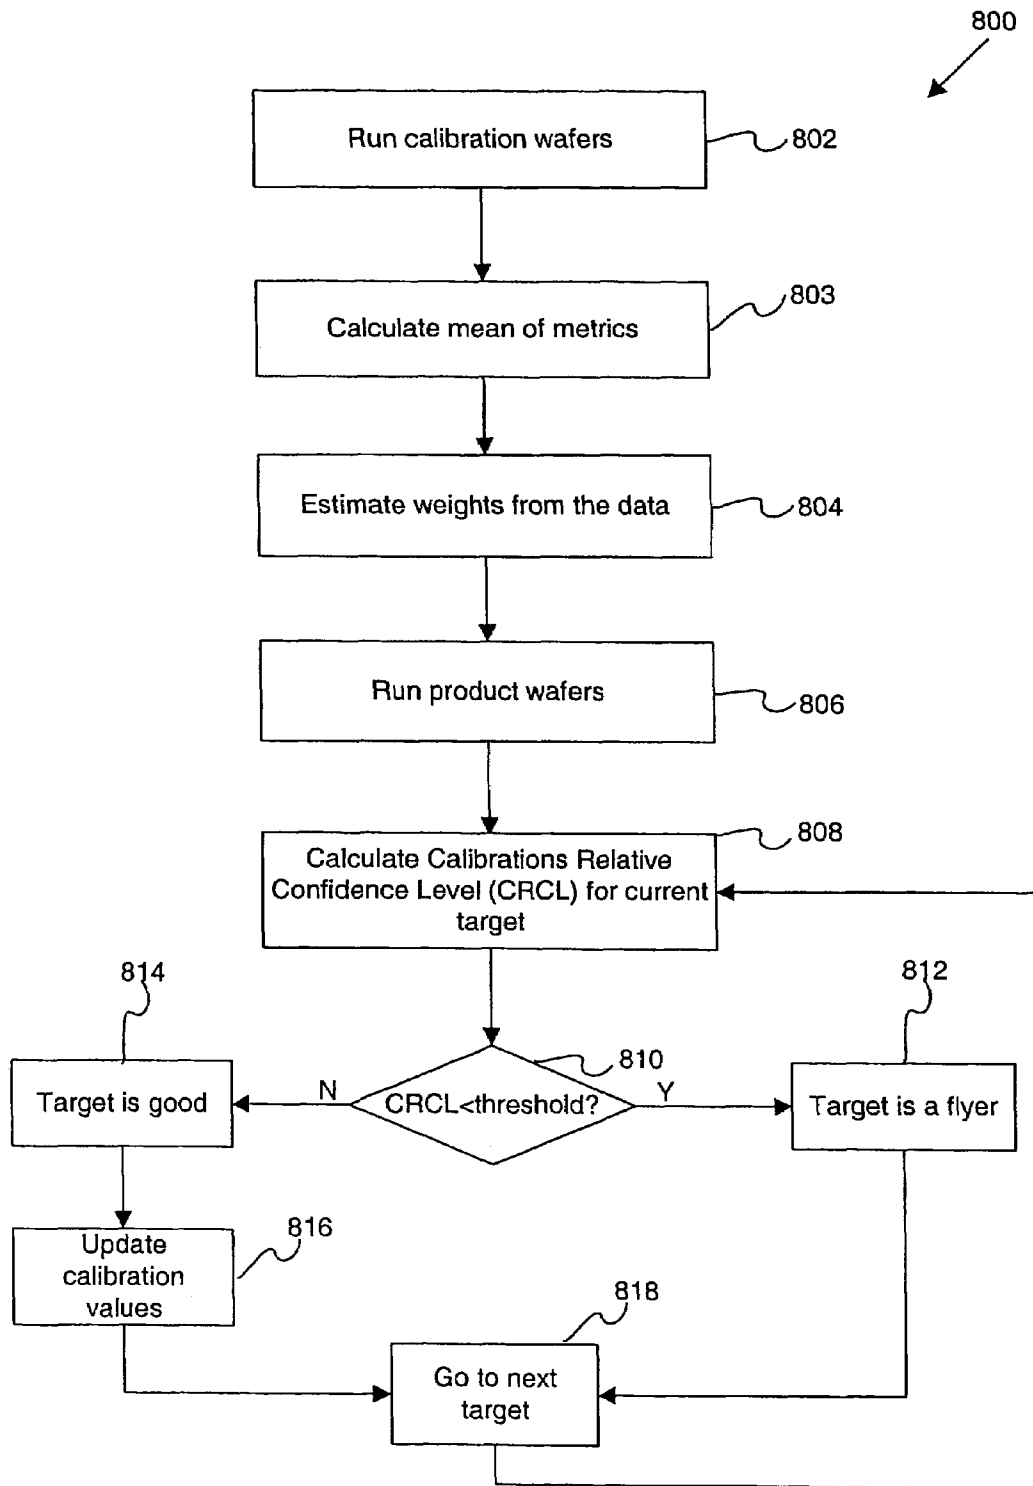 800
Run calibration wafers
802
Calculate mean of metrics
803
Estimate weights from the data
804
Run product wafers
806
Calculate Calibrations Relative
Confidence Level (CRCL) for current
target
808
814
812
810
Target is good
N
CRCL<threshold?
Y
Target is a flyer
Update
calibration
values
816
818
Go to next
target